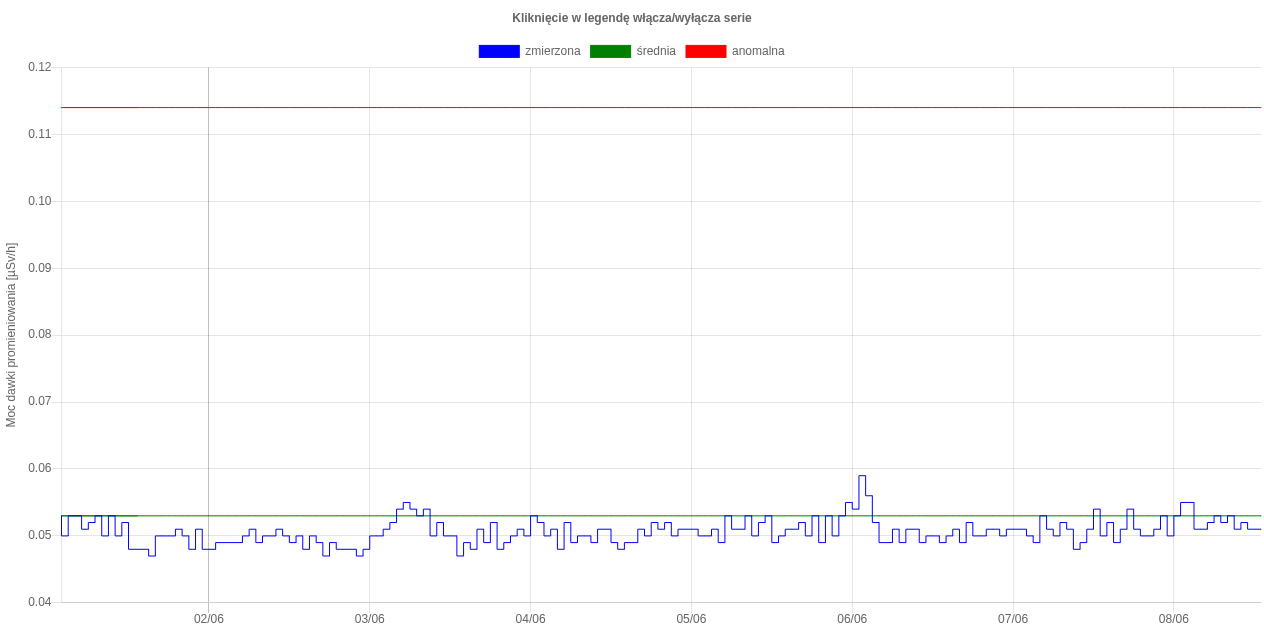 Kliknięcie w legendę włącza/wyłącza serie
zmierzona średnia anomalna
0.12
0.11
0.10
0.09
0.08
0.07
0.06
0.05
0.04
Moc dawki promieniowania [µSv/h]
02/06 03/06 04/06 05/06 06/06 07/06 08/06